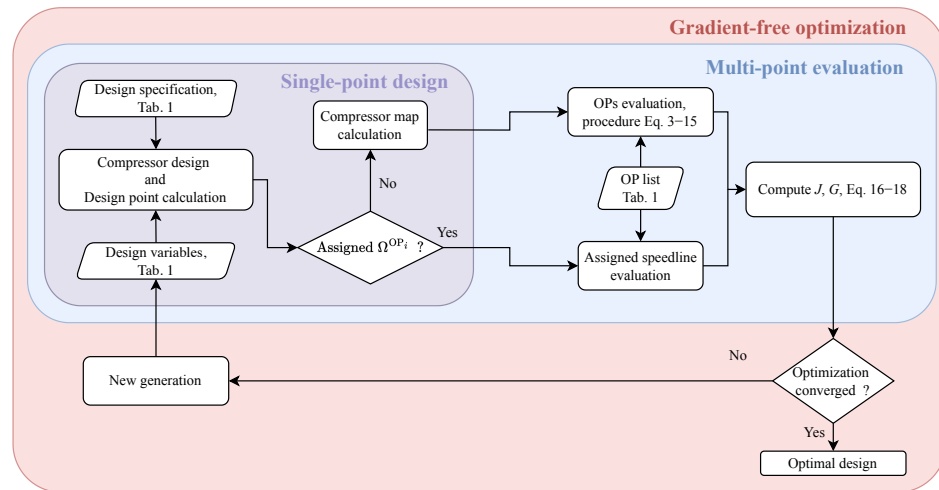 Gradient-free optimization
Multi-point evaluation
Single-point design
Design specification,
Tab. 1
Compressor design
and
Design point calculation
Design variables,
Tab. 1
Compressor map
calculation
No
Assigned Ω^OP_i ?
Yes
OPs evaluation,
procedure Eq. 3−15
OP list
Tab. 1
Assigned speedline
evaluation
Compute J, G, Eq. 16−18
New generation
No
Optimization
converged ?
Yes
Optimal design